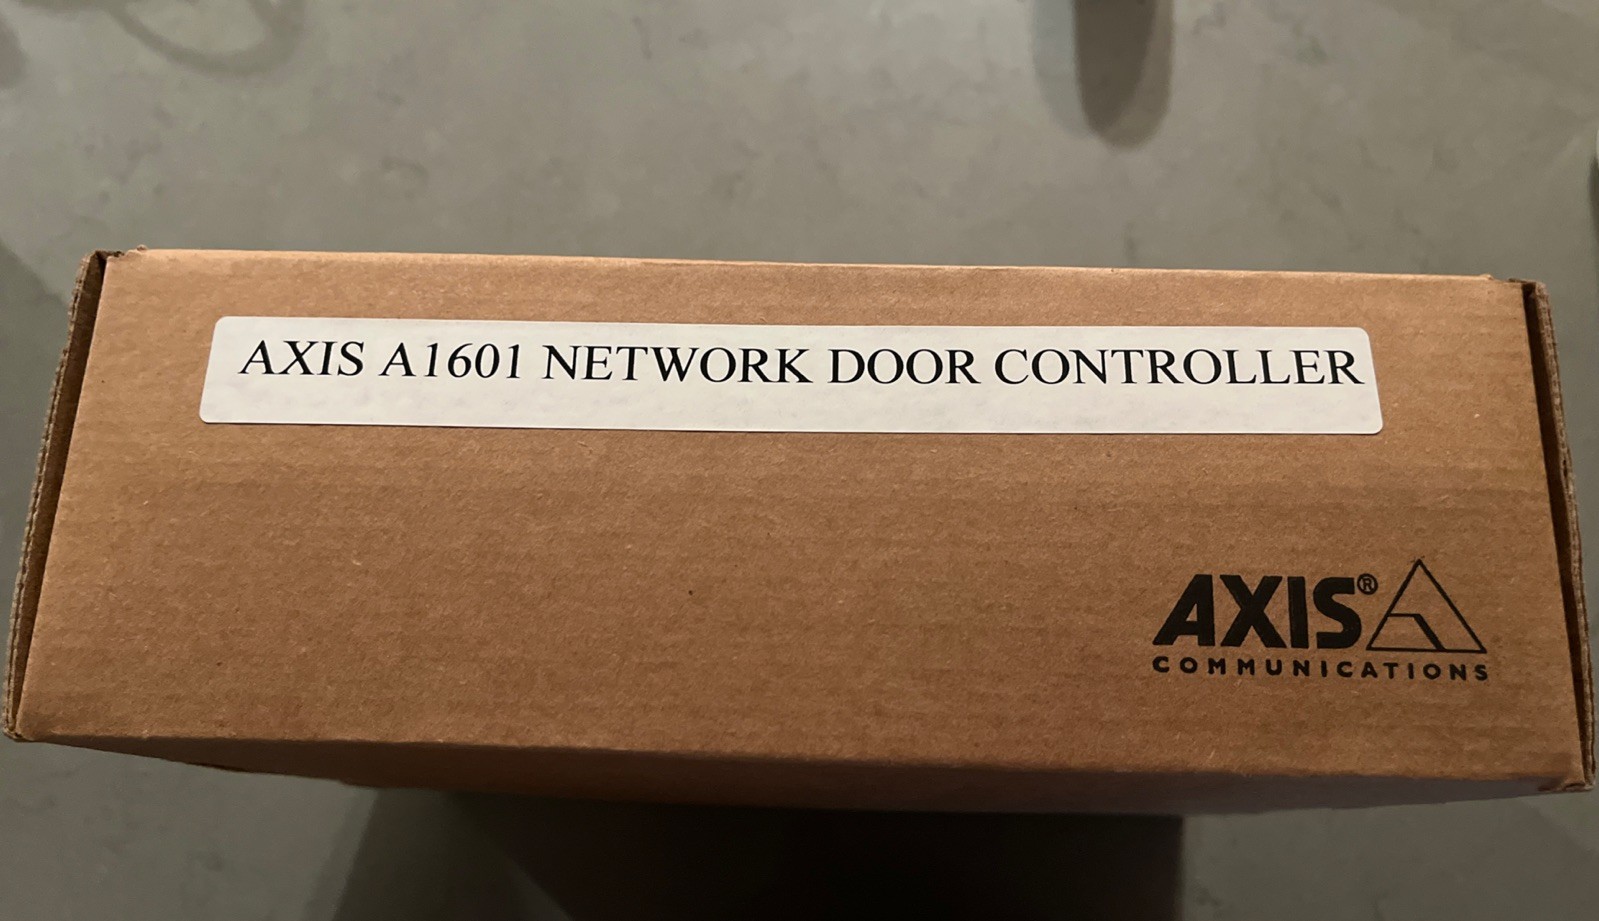 AXIS A1601 NETWORK DOOR CONTROLLER
AXIS®
COMMUNICATIONS